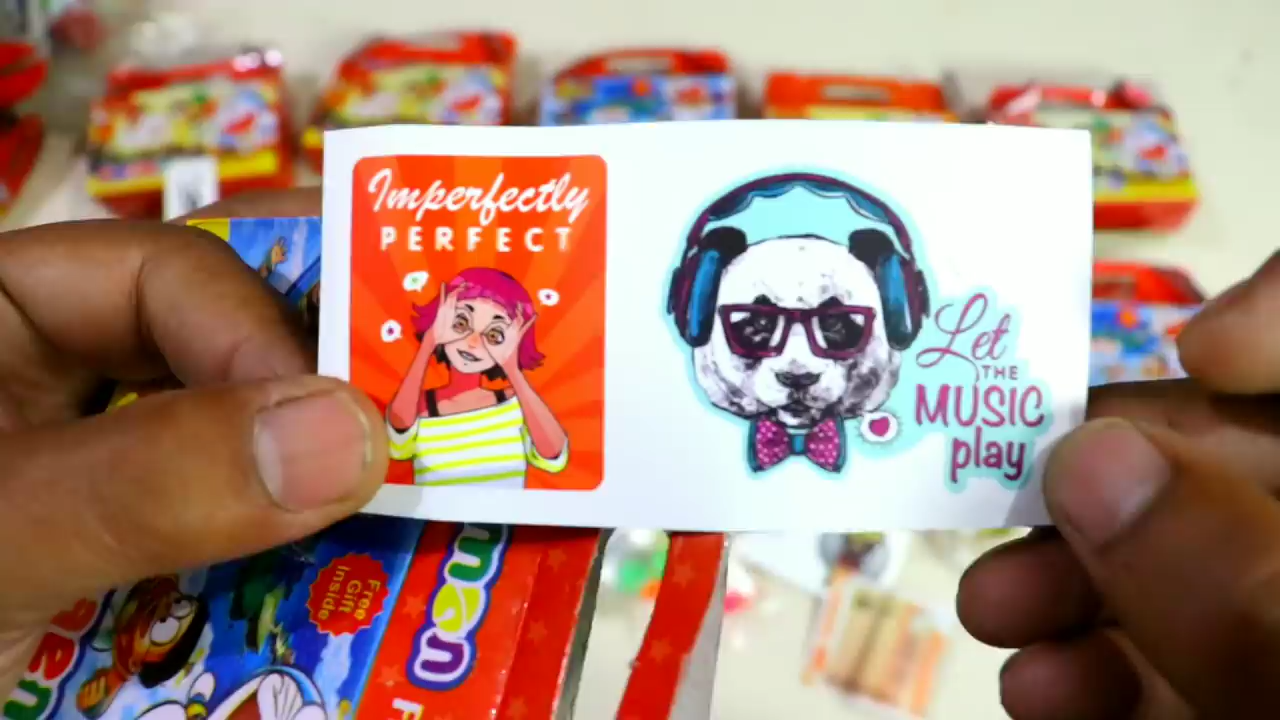 Imperfectly
PERFECT
Let
THE
MUSIC
play
Free
Gift
Inside